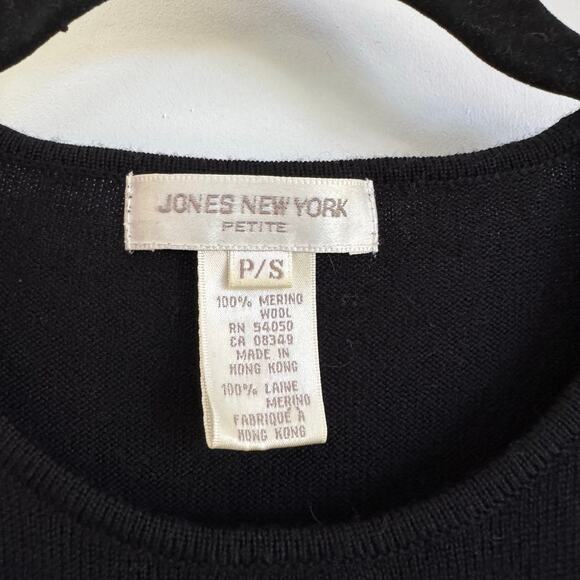 JONES NEW YORK
PETITE
P/S
100% MERINO
WOOL
RN 54050
CA 08349
MADE IN
HONG KONG
100% LAINE
MERINO
FABRIQUÉ À
HONG KONG